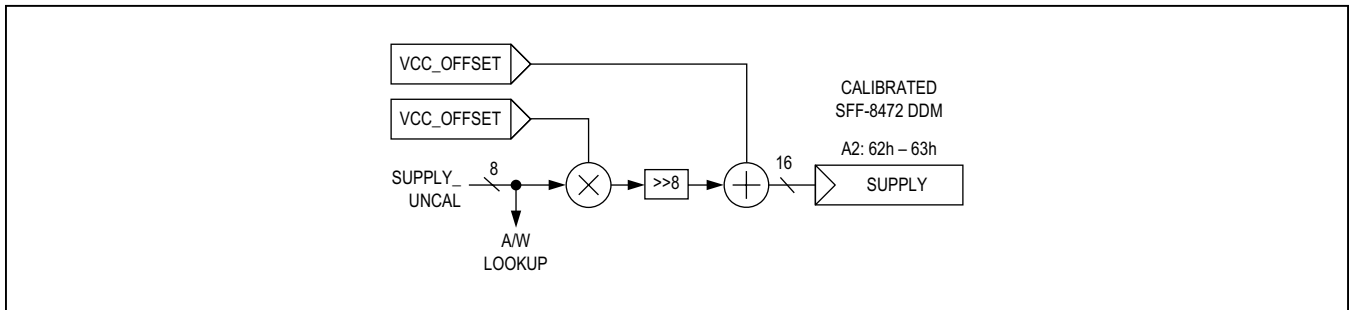 VCC_OFFSET
VCC_OFFSET
SUPPLY_
UNCAL
8
A/W
LOOKUP
>>8
16
CALIBRATED
SFF-8472 DDM
A2: 62h – 63h
SUPPLY